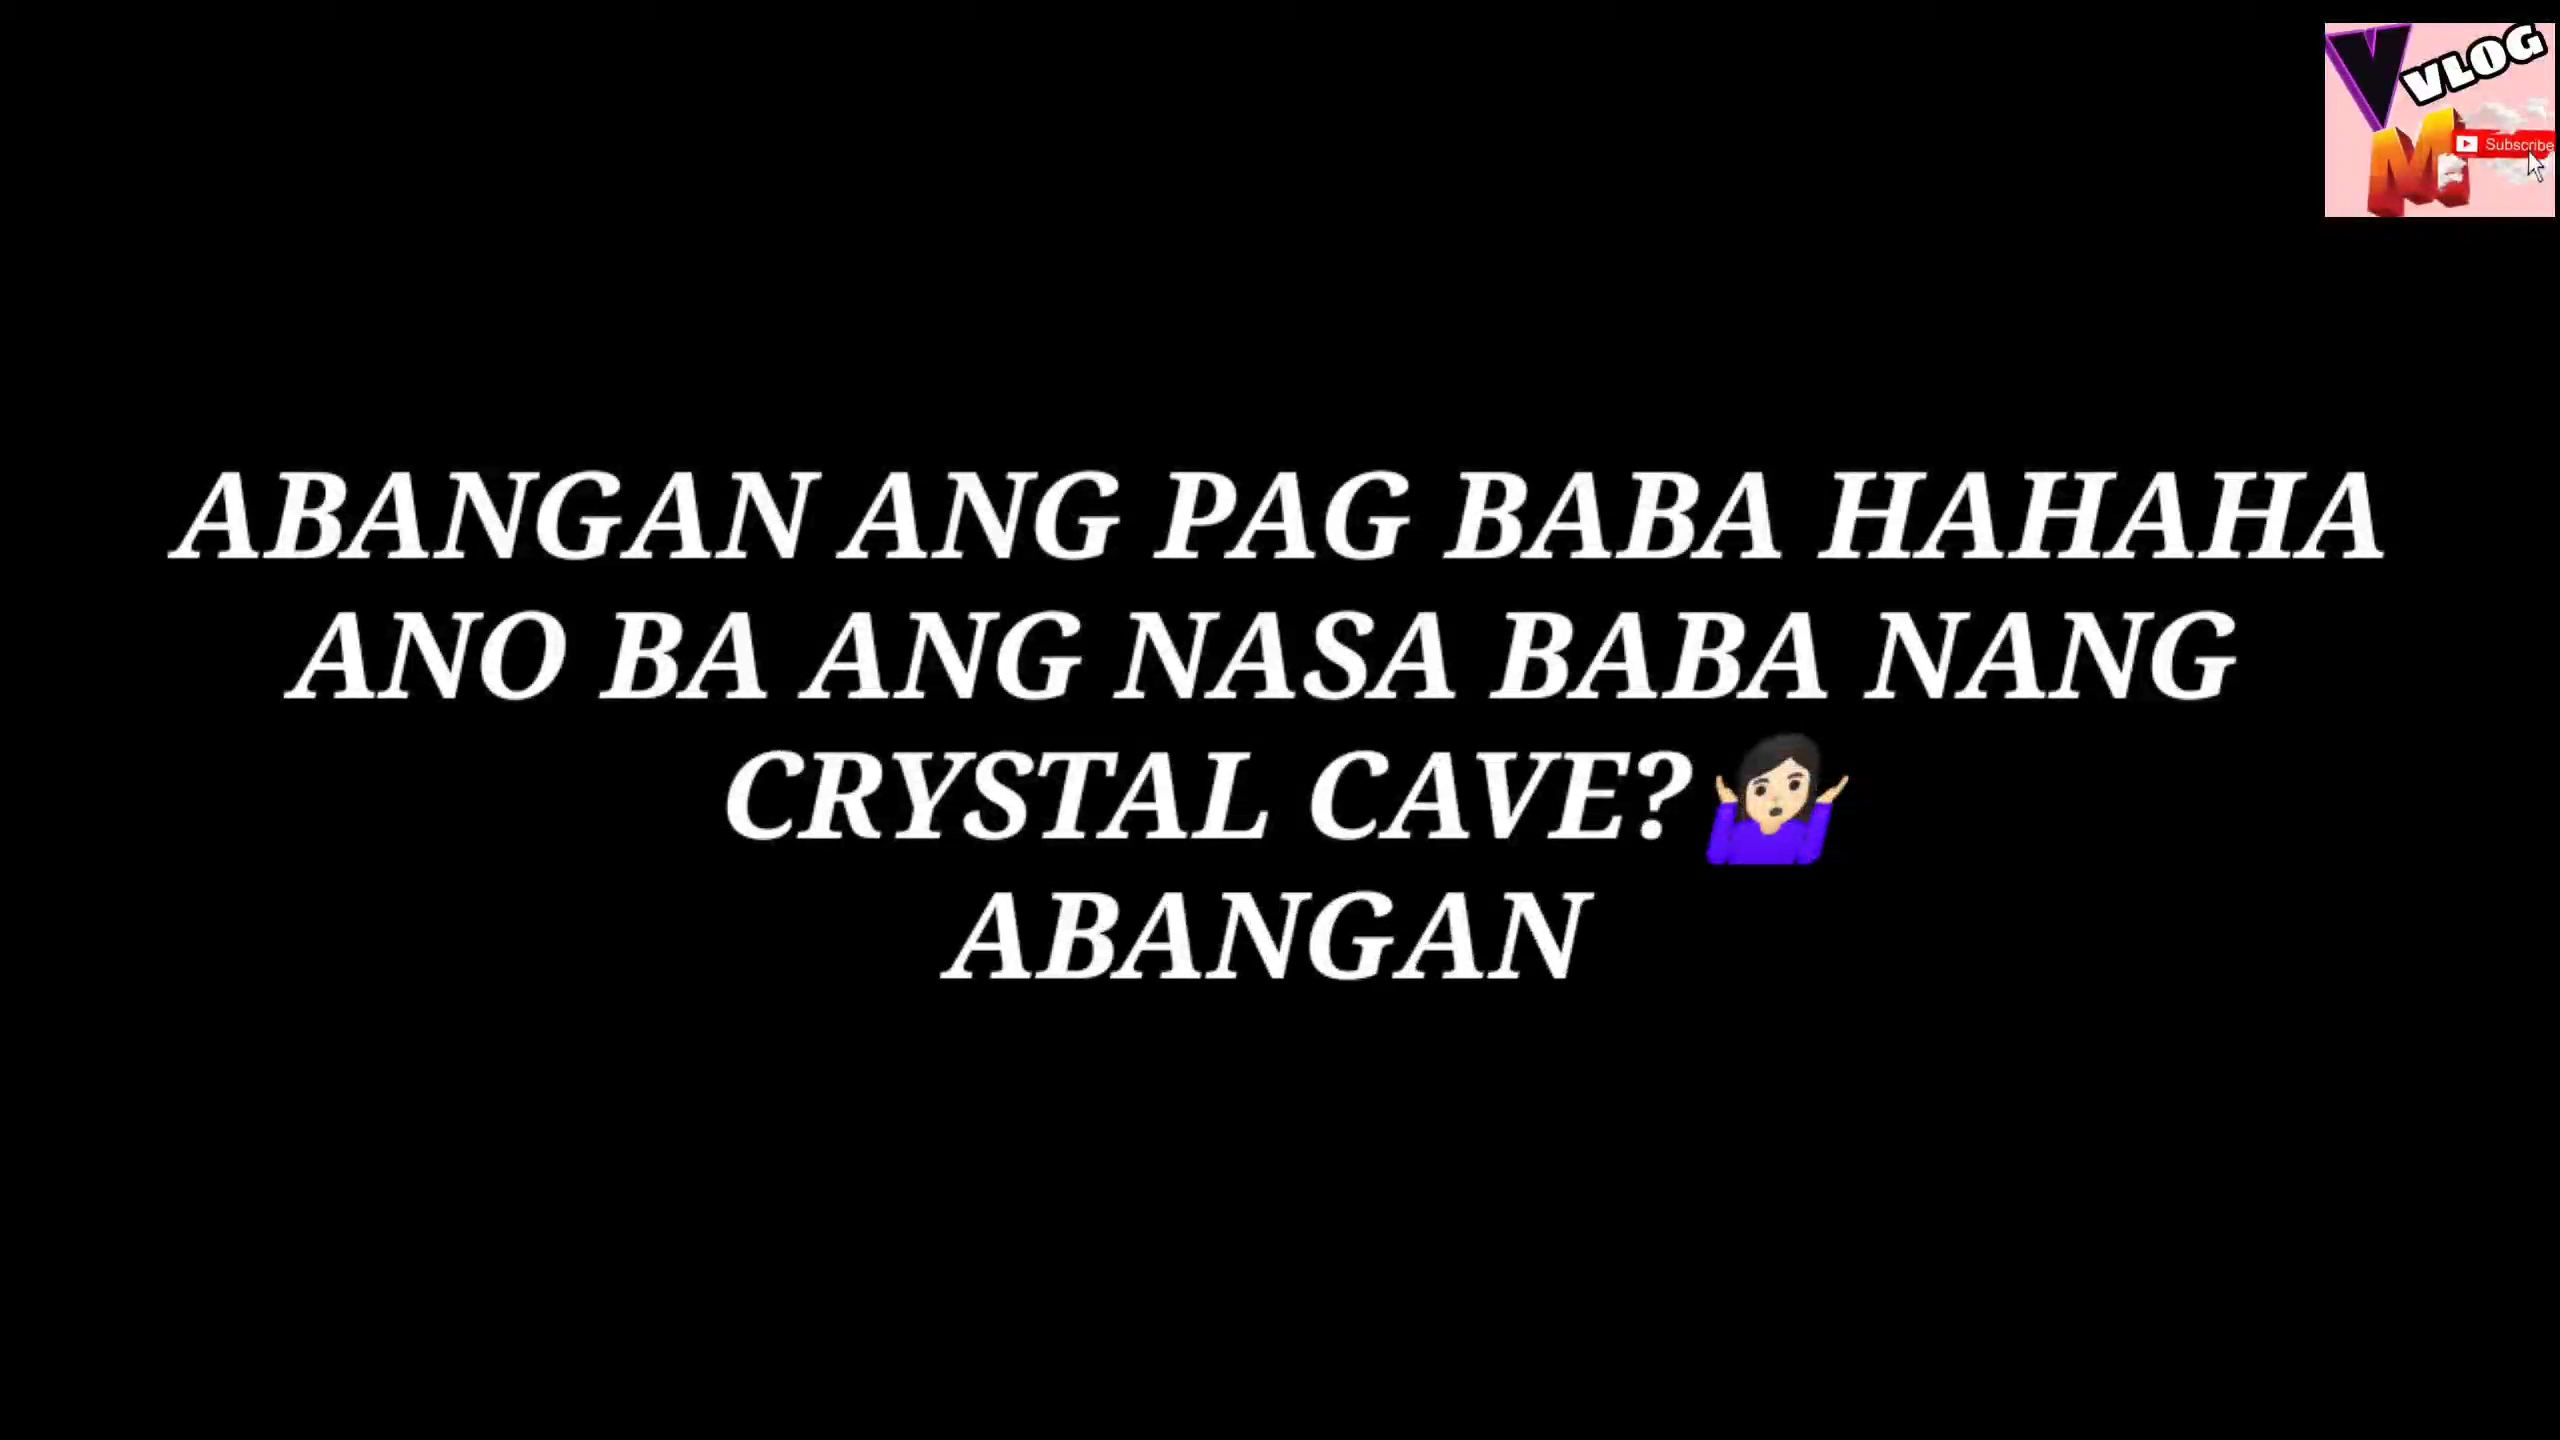 VLOG
V
M
Subscribe
ABANGAN ANG PAG BABA HAHAHA
ANO BA ANG NASA BABA NANG
CRYSTAL CAVE?🤷🏻‍♀️
ABANGAN